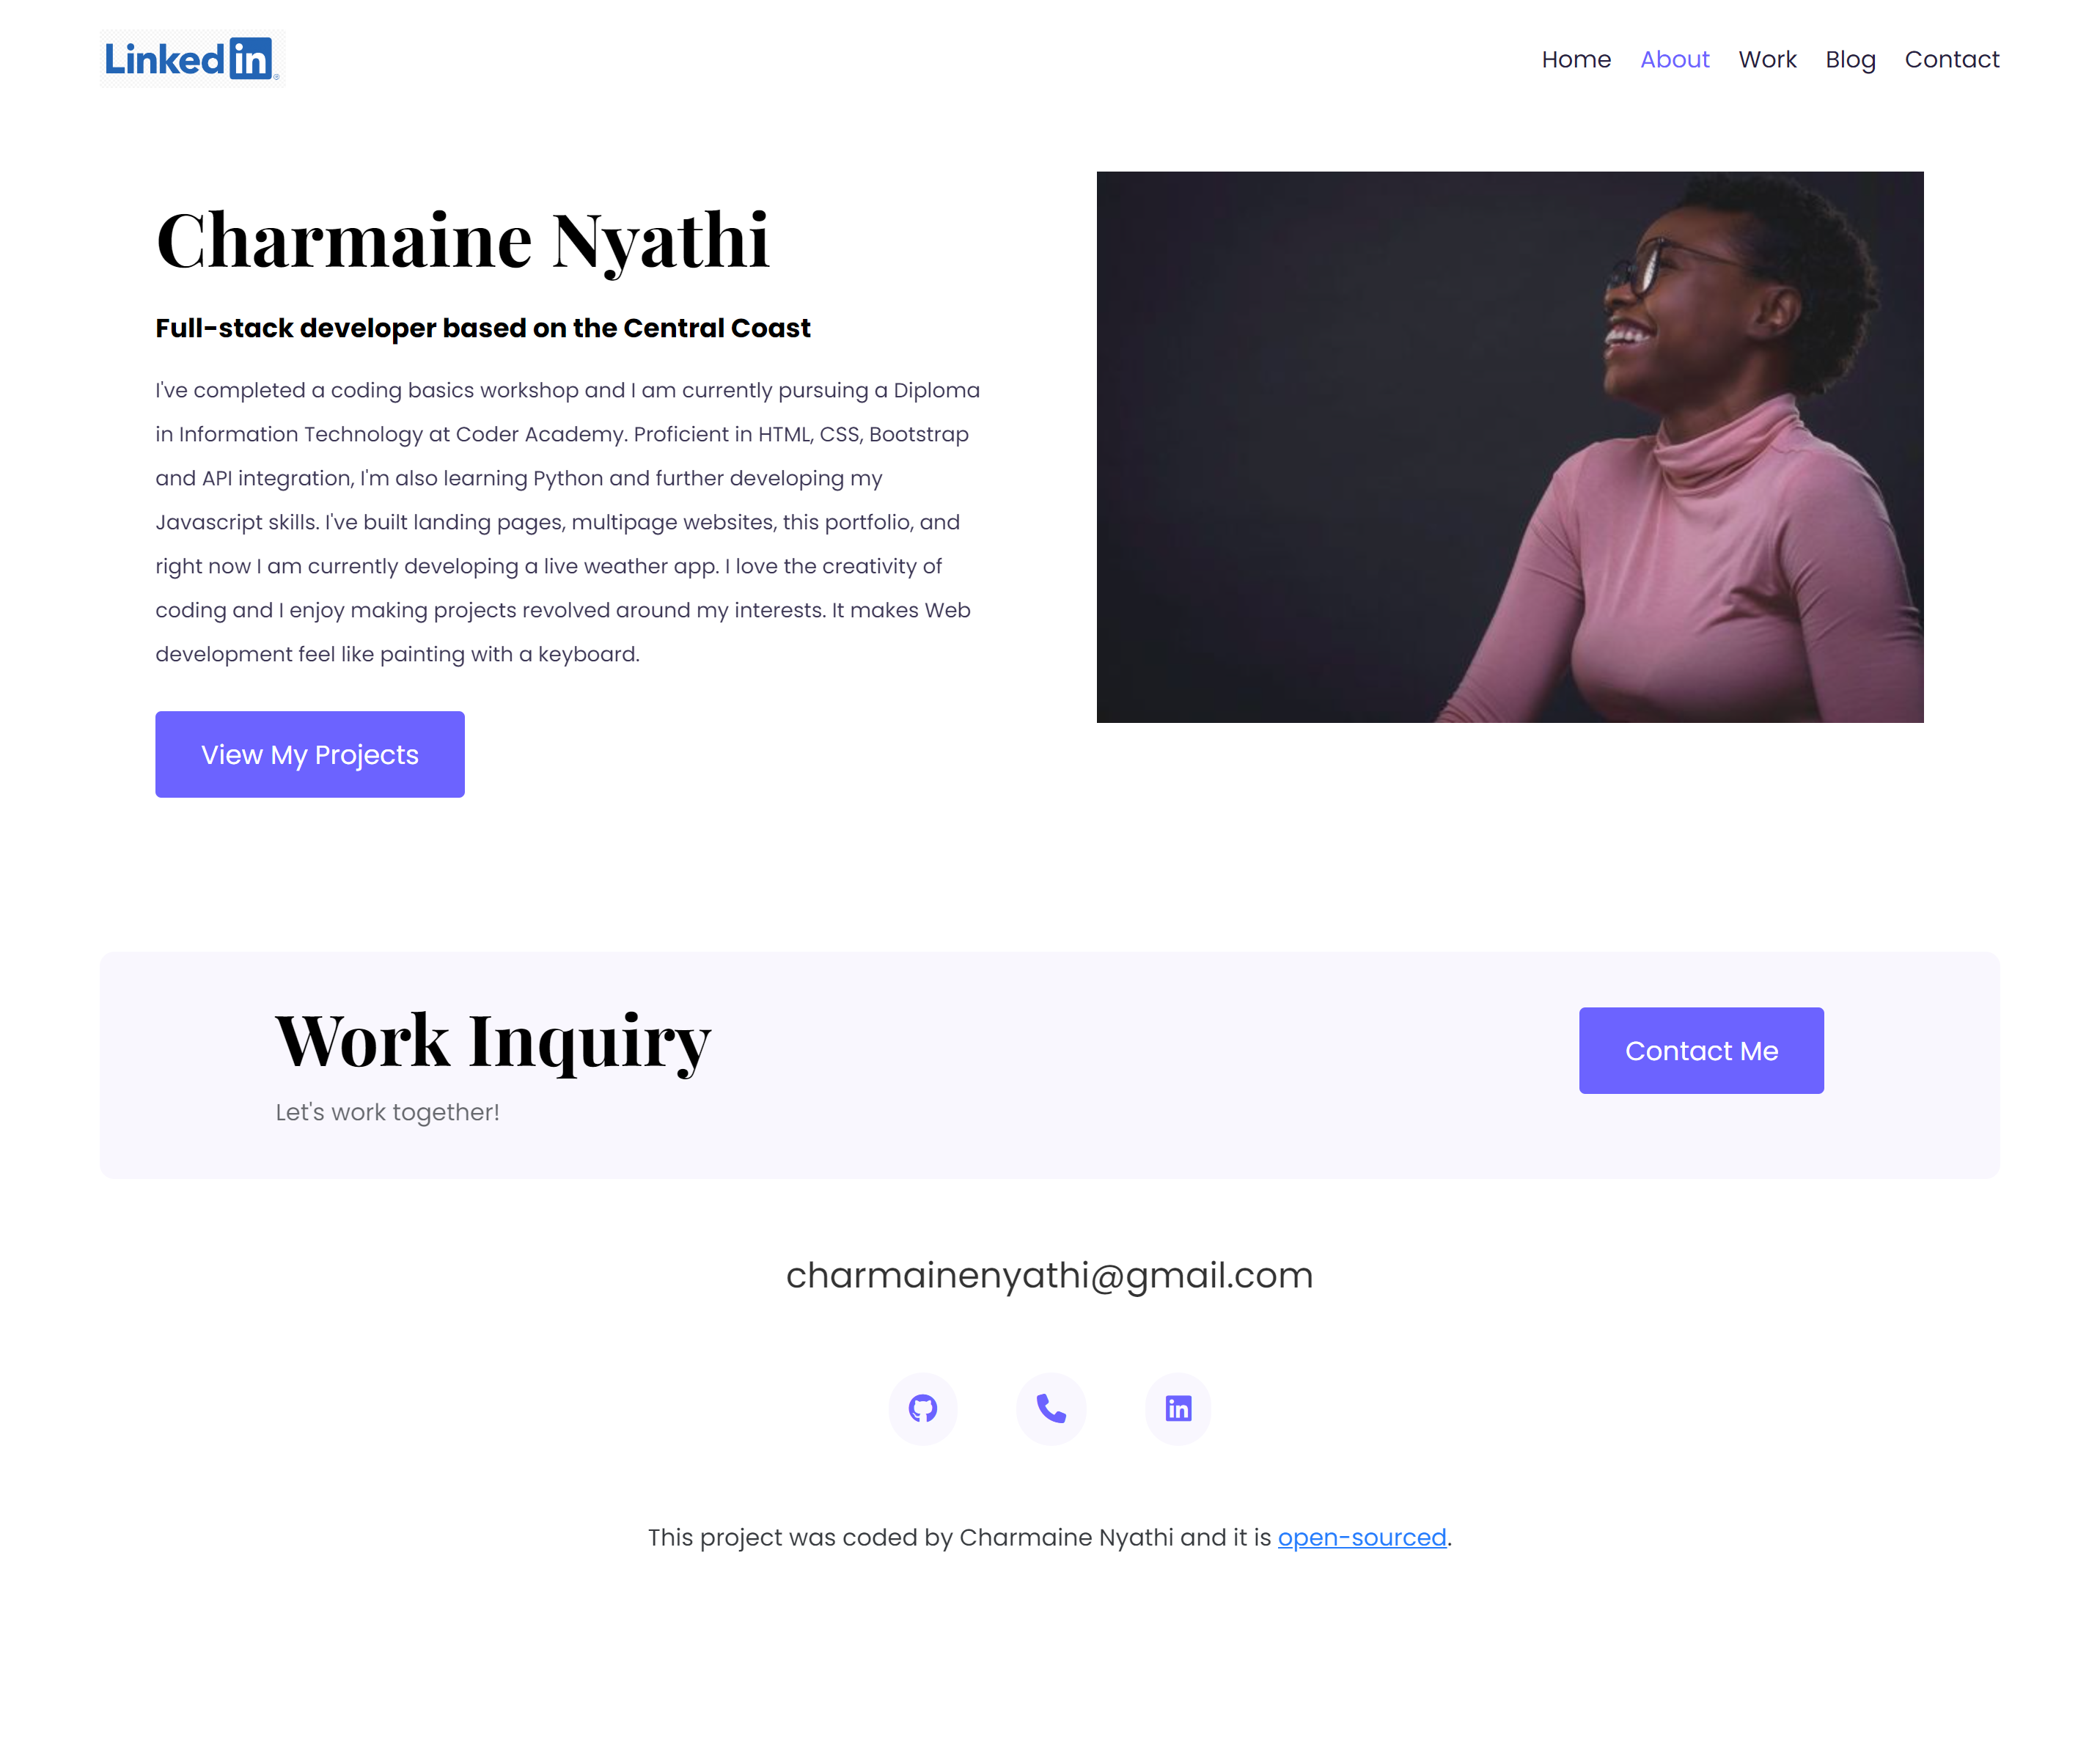 Linked in
Home About Work Blog Contact
Charmaine Nyathi
Full-stack developer based on the Central Coast
I've completed a coding basics workshop and I am currently pursuing a Diploma
in Information Technology at Coder Academy. Proficient in HTML, CSS, Bootstrap
and API integration, I'm also learning Python and further developing my
Javascript skills. I've built landing pages, multipage websites, this portfolio, and
right now I am currently developing a live weather app. I love the creativity of
coding and I enjoy making projects revolved around my interests. It makes Web
development feel like painting with a keyboard.
View My Projects
Work Inquiry
Let's work together!
Contact Me
charmainenyathi@gmail.com
in
This project was coded by Charmaine Nyathi and it is open-sourced.